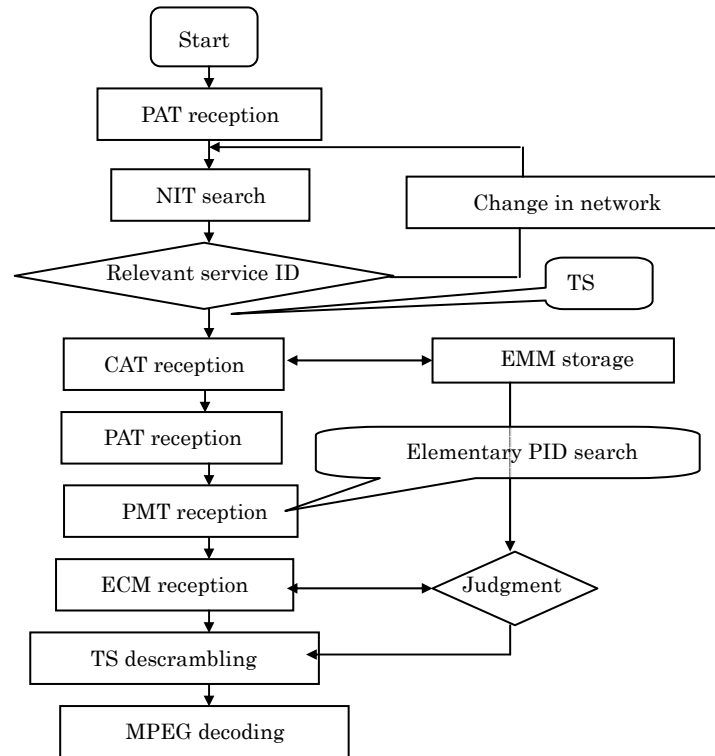 Start
PAT reception
NIT search
Change in network
Relevant service ID
TS
CAT reception
EMM storage
PAT reception
Elementary PID search
PMT reception
ECM reception
Judgment
TS descrambling
MPEG decoding